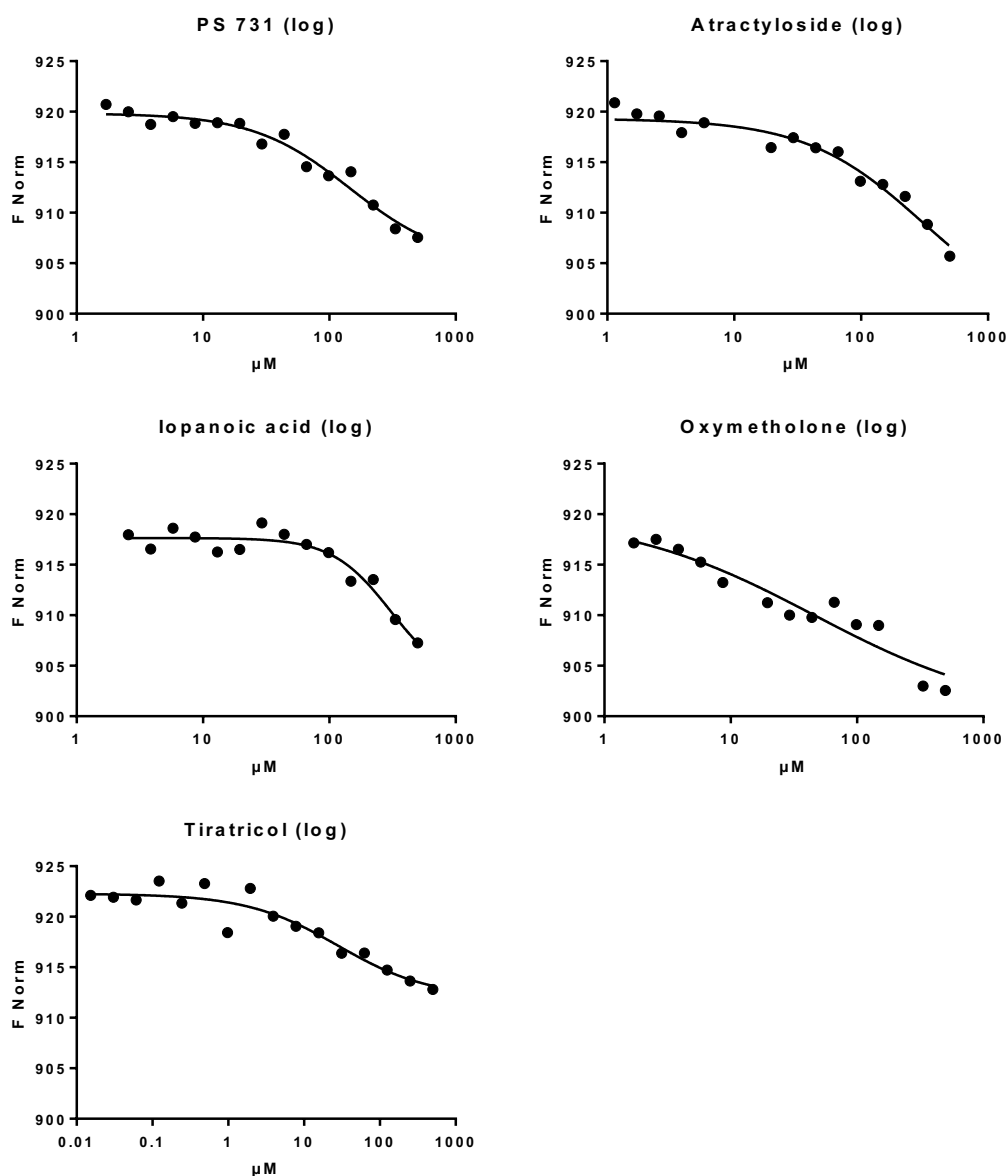 PS 731 (log)
925
920
915
910
905
900
F Norm
1 10 100 1000
µM
Atractyloside (log)
925
920
915
910
905
900
F Norm
1 10 100 1000
µM
Iopanoic acid (log)
925
920
915
910
905
900
F Norm
1 10 100 1000
µM
Oxymetholone (log)
925
920
915
910
905
900
F Norm
1 10 100 1000
µM
Tiratricol (log)
925
920
915
910
905
900
F Norm
0.01 0.1 1 10 100 1000
µM